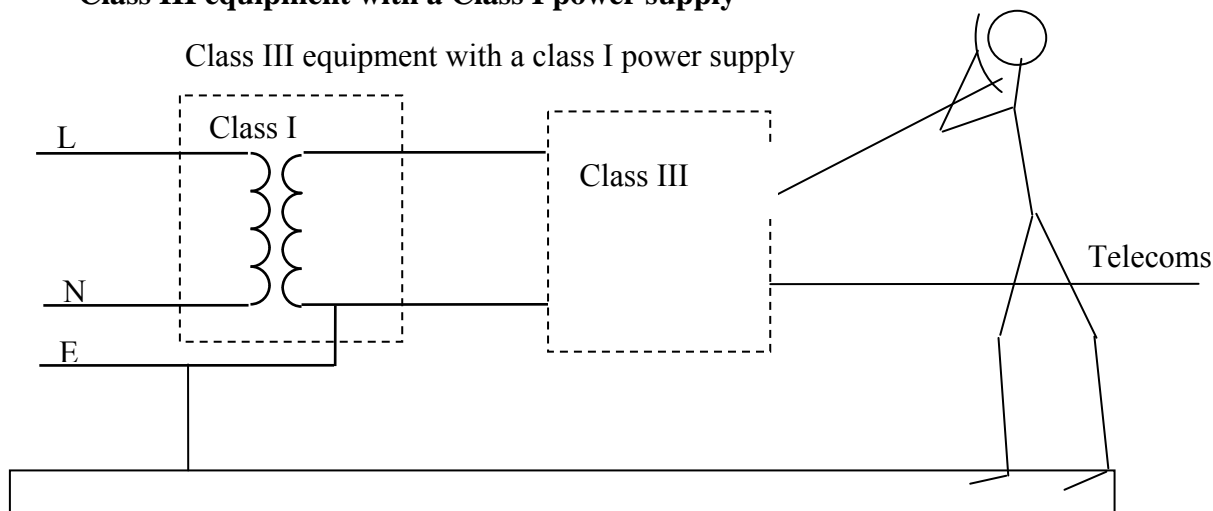 Class III equipment with a Class I power supply
Class III equipment with a class I power supply
L
Class I
Class III
Telecoms
N
E